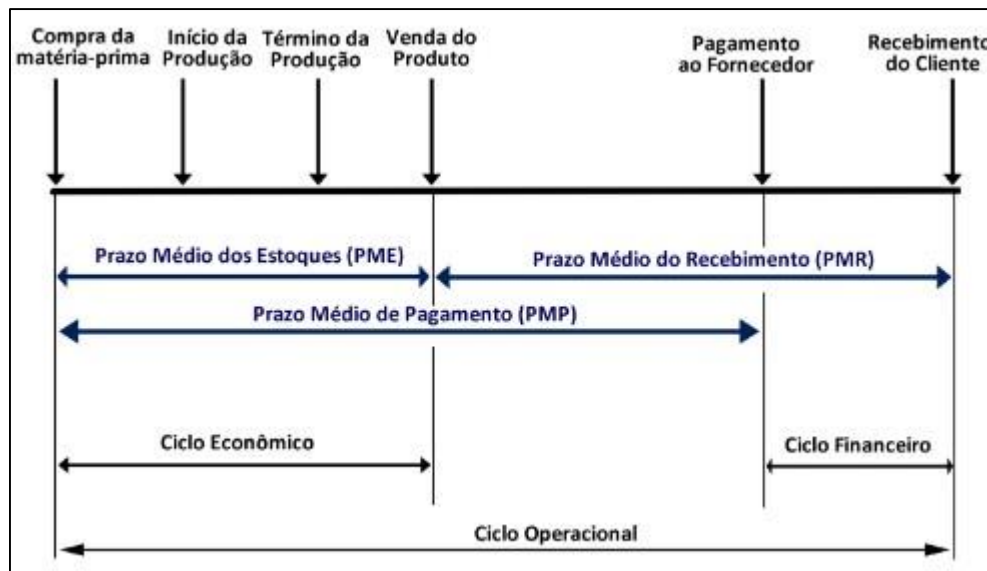 Compra da
matéria-prima
Início da
Produção
Término da
Produção
Venda do
Produto
Pagamento
ao Fornecedor
Recebimento
do Cliente
Prazo Médio dos Estoques (PME)
Prazo Médio do Recebimento (PMR)
Prazo Médio de Pagamento (PMP)
Ciclo Econômico
Ciclo Financeiro
Ciclo Operacional